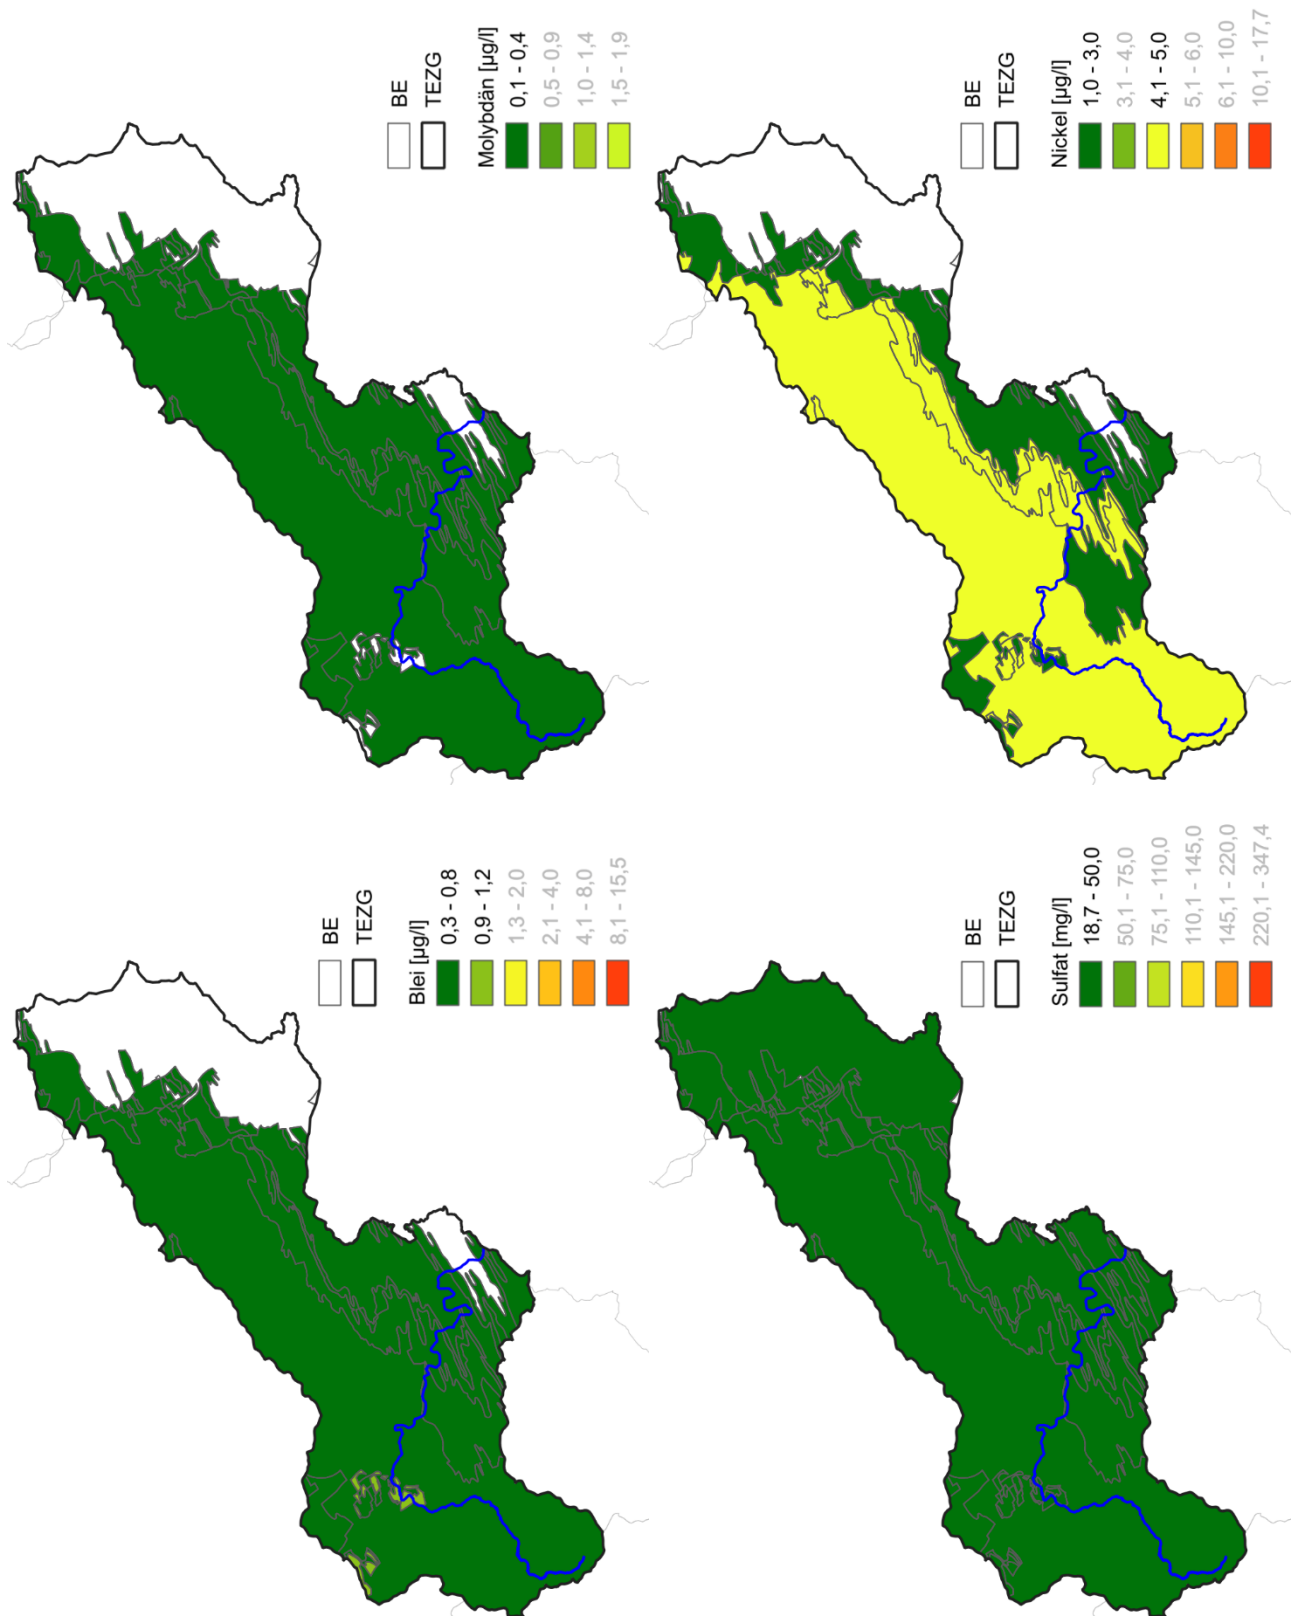 BE
TEZG
Blei [µg/l]
0,3 - 0,8
0,9 - 1,2
1,3 - 2,0
2,1 - 4,0
4,1 - 8,0
8,1 - 15,5
BE
TEZG
Sulfat [mg/l]
18,7 - 50,0
50,1 - 75,0
75,1 - 110,0
110,1 - 145,0
145,1 - 220,0
220,1 - 347,4
BE
TEZG
Molybdän [µg/l]
0,1 - 0,4
0,5 - 0,9
1,0 - 1,4
1,5 - 1,9
BE
TEZG
Nickel [µg/l]
1,0 - 3,0
3,1 - 4,0
4,1 - 5,0
5,1 - 6,0
6,1 - 10,0
10,1 - 17,7